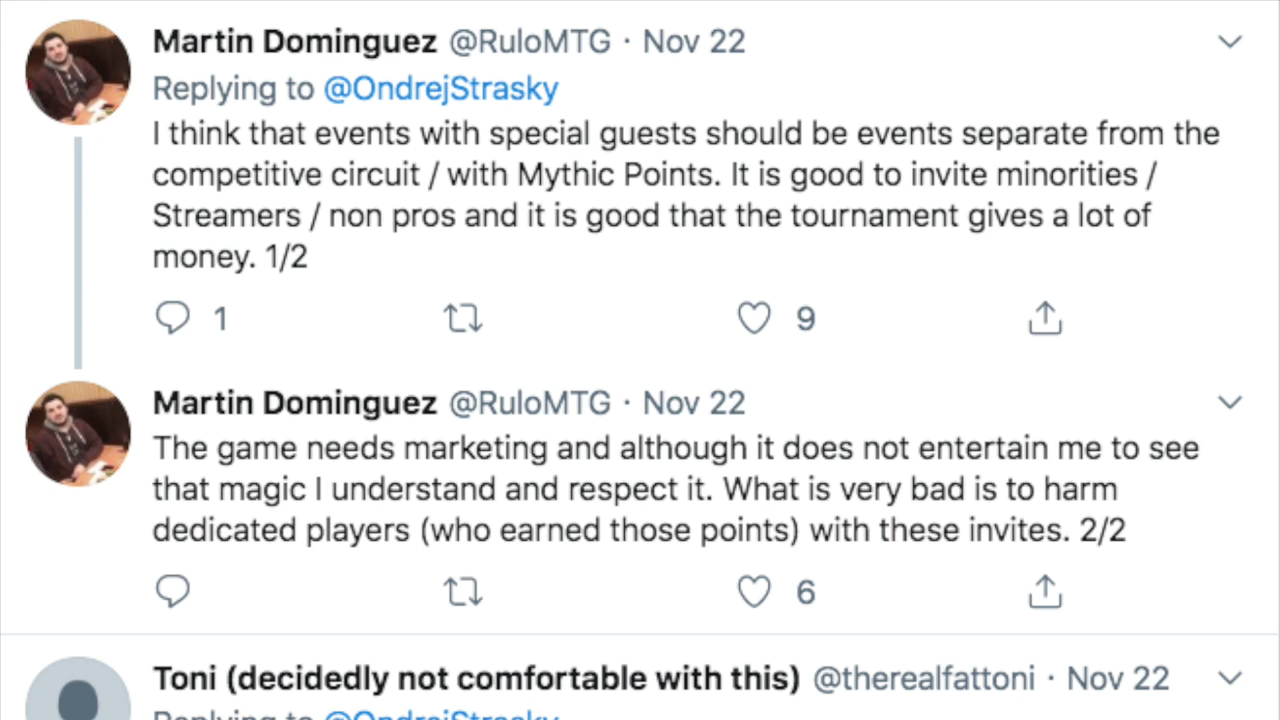 Martin Dominguez @RuloMTG · Nov 22
Replying to @OndrejStrasky
I think that events with special guests should be events separate from the
competitive circuit / with Mythic Points. It is good to invite minorities /
Streamers / non pros and it is good that the tournament gives a lot of
money. 1/2
1 9
Martin Dominguez @RuloMTG · Nov 22
The game needs marketing and although it does not entertain me to see
that magic I understand and respect it. What is very bad is to harm
dedicated players (who earned those points) with these invites. 2/2
6
Toni (decidedly not comfortable with this) @therealfattoni · Nov 22
Replying to @OndrejStrasky